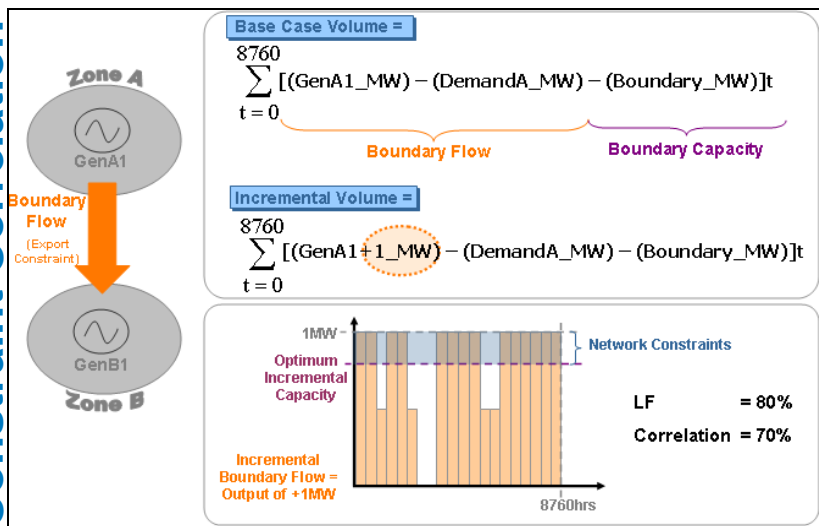 Zone A
GenA1
Boundary
Flow
(Export
Constraint)
GenB1
Zone B
Base Case Volume =
8760
∑ [(GenA1_MW) – (DemandA_MW) – (Boundary_MW)]t
t = 0
Boundary Flow
Boundary Capacity
Incremental Volume =
8760
∑ [(GenA1+1_MW) – (DemandA_MW) – (Boundary_MW)]t
t = 0
1MW
Network Constraints
Optimum
Incremental
Capacity
LF = 80%
Correlation = 70%
Incremental
Boundary Flow =
Output of +1MW
8760hrs